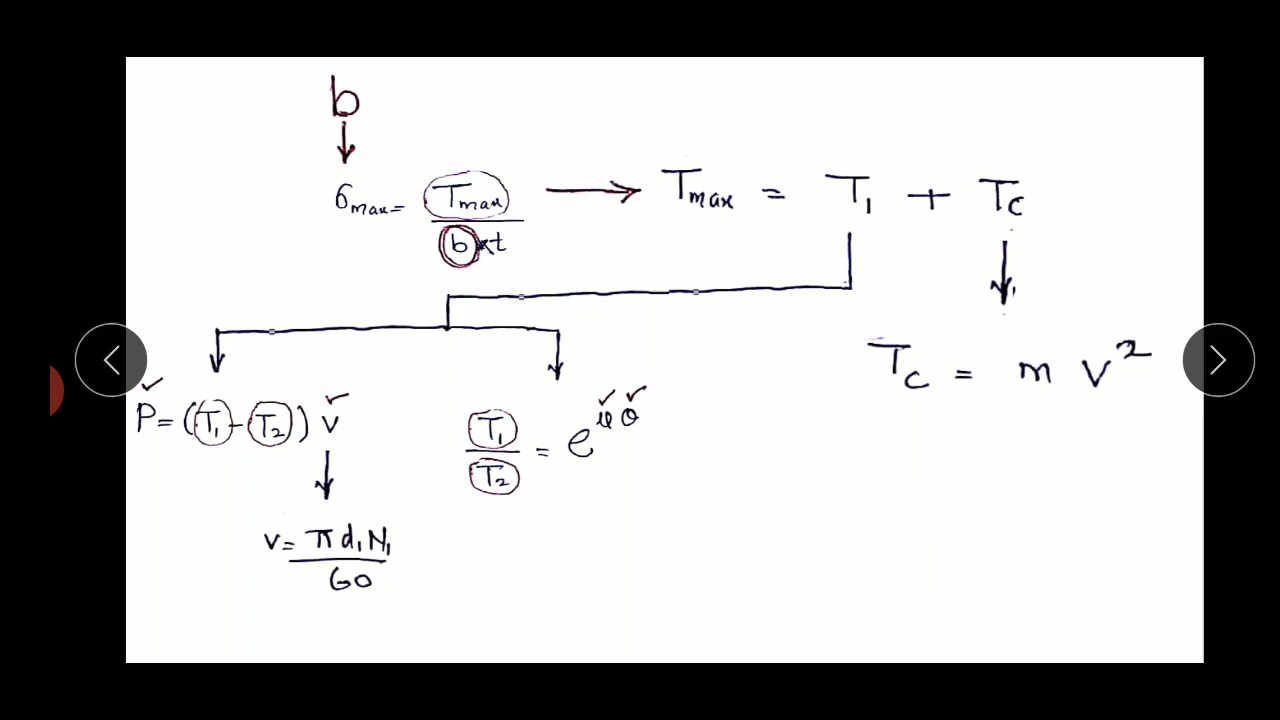 b
σmax = Tmax / b×t → Tmax = T₁ + Tc
Tc = m v²
P = (T₁ - T₂) v
T₁ / T₂ = e^μθ
v = π d₁ N₁ / 60